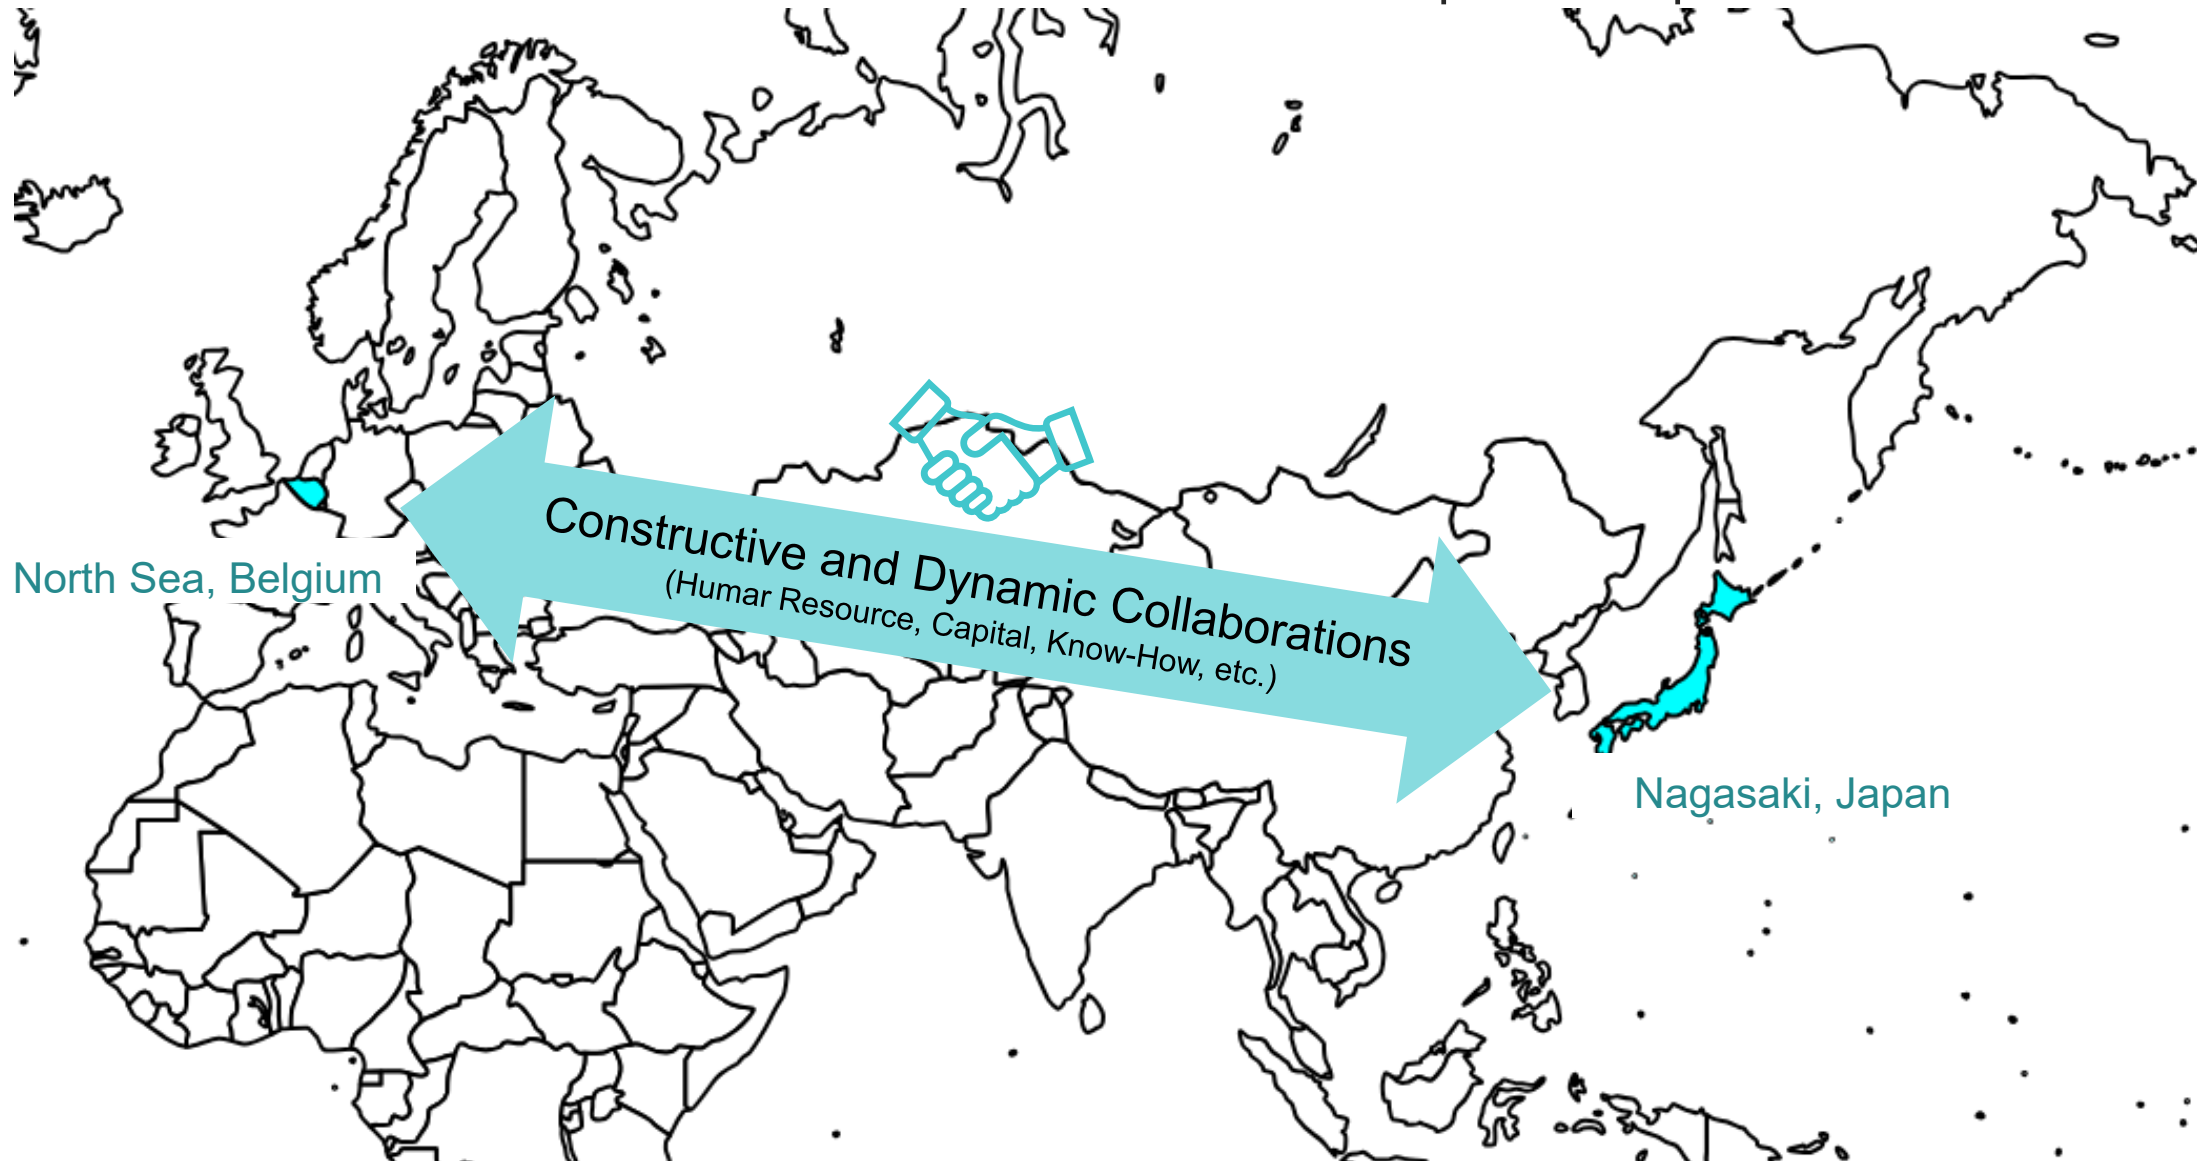 Constructive and Dynamic Collaborations
(Humar Resource, Capital, Know-How, etc.)
North Sea, Belgium
Nagasaki, Japan